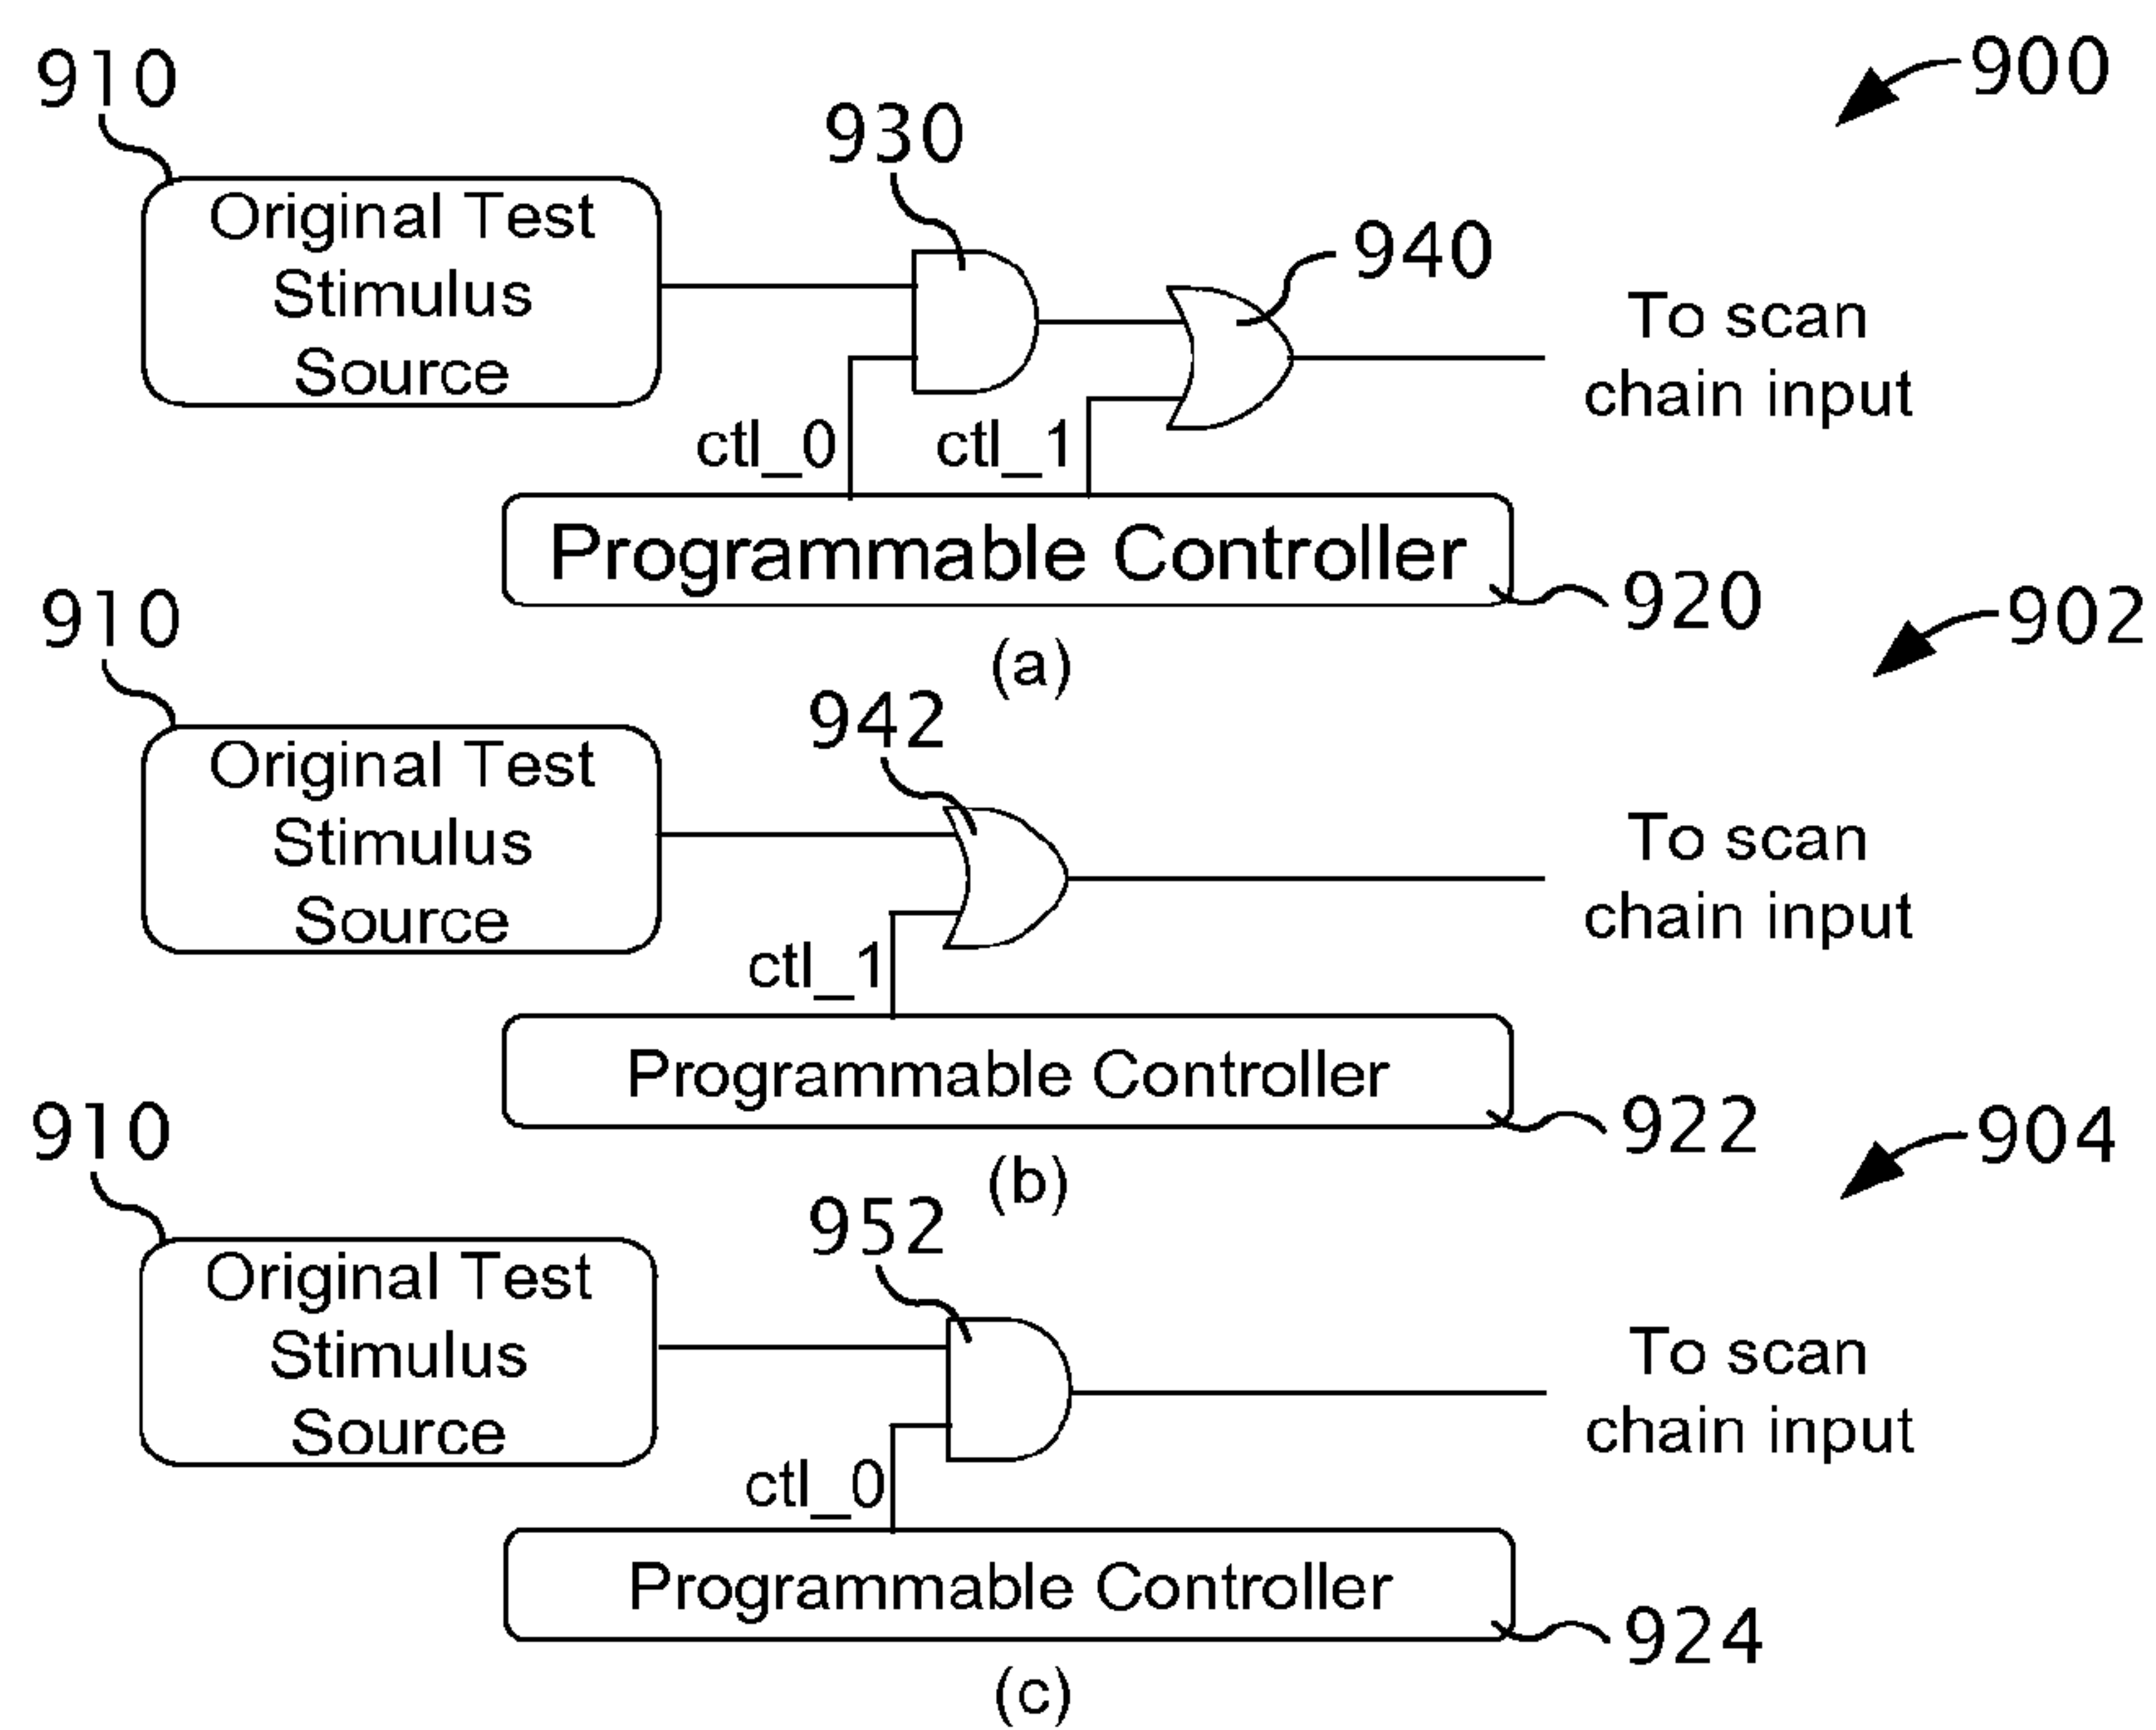 910
900
930
Original Test
Stimulus
Source
940
To scan
chain input
ctl_0
ctl_1
Programmable Controller
920
(a)
910
902
942
Original Test
Stimulus
Source
To scan
chain input
ctl_1
Programmable Controller
922
(b)
910
904
952
Original Test
Stimulus
Source
To scan
chain input
ctl_0
Programmable Controller
924
(c)